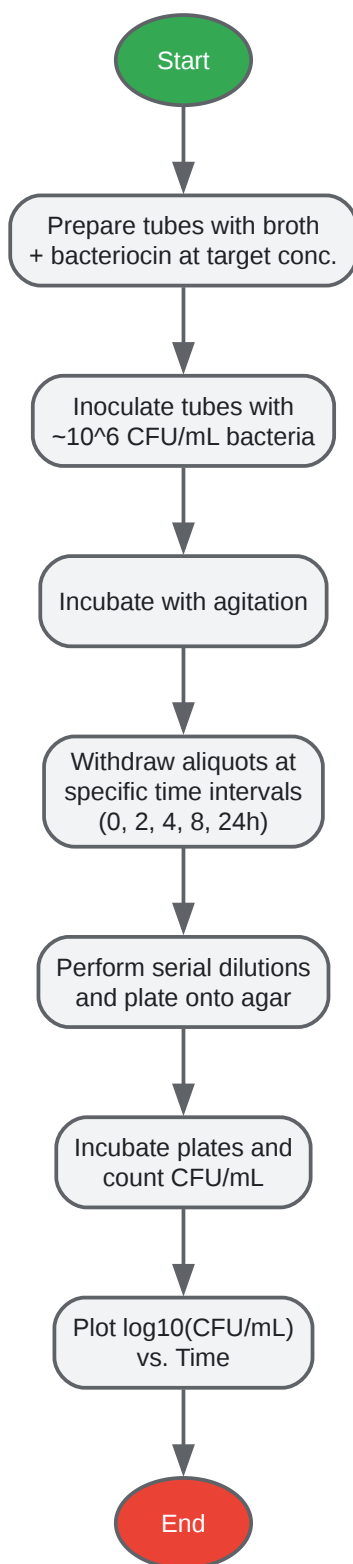 Start
Prepare tubes with broth
+ bacteriocin at target conc.
Inoculate tubes with
~10^6 CFU/mL bacteria
Incubate with agitation
Withdraw aliquots at
specific time intervals
(0, 2, 4, 8, 24h)
Perform serial dilutions
and plate onto agar
Incubate plates and
count CFU/mL
Plot log10(CFU/mL)
vs. Time
End